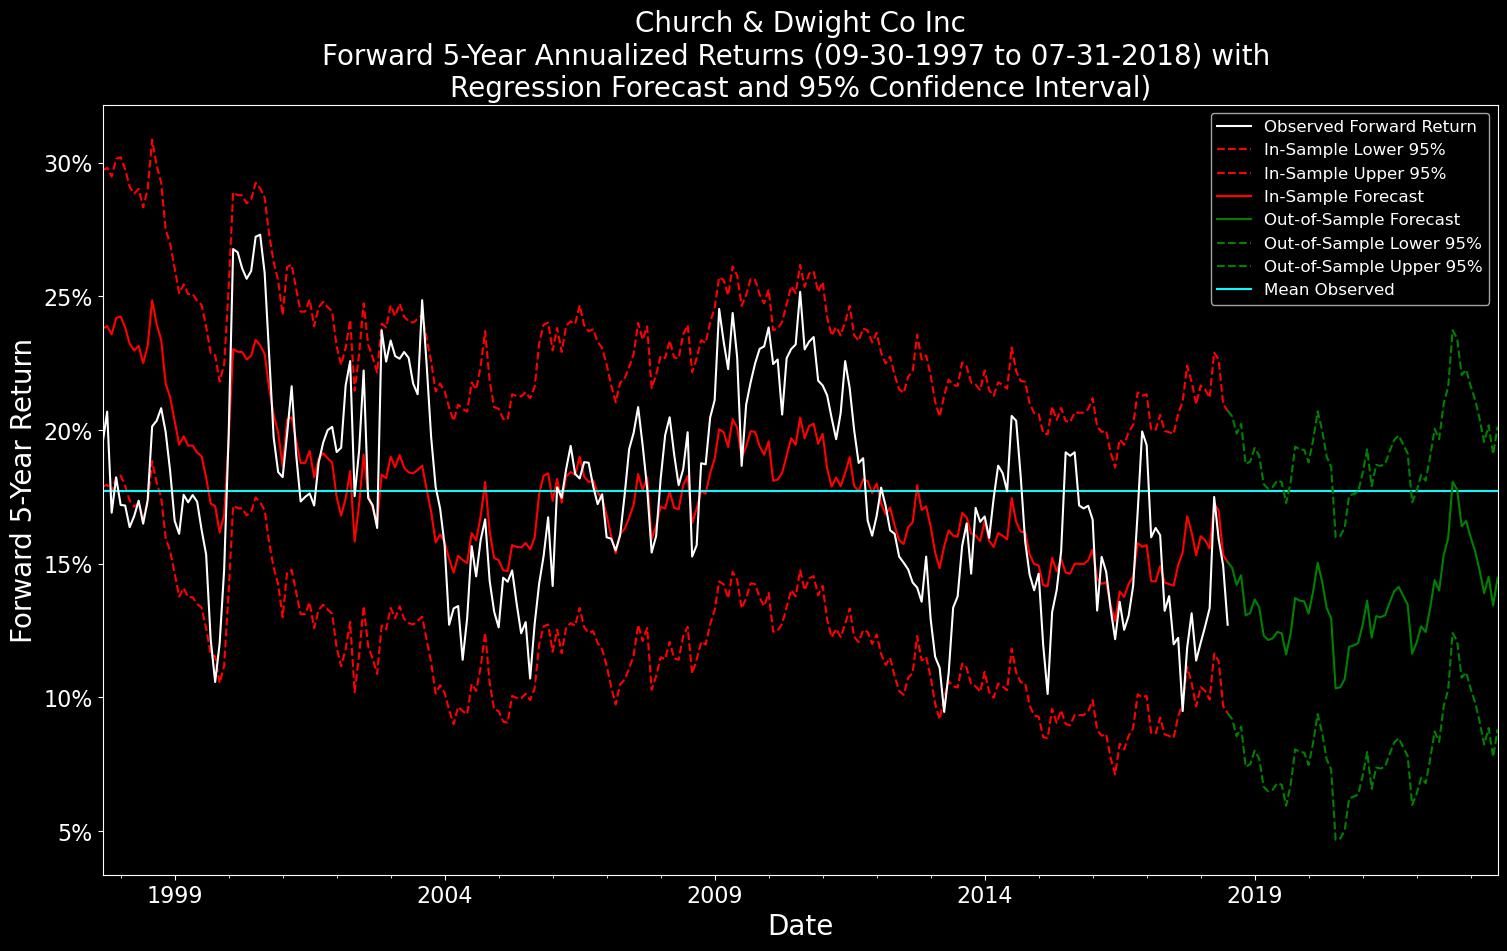 Church & Dwight Co Inc
Forward 5-Year Annualized Returns (09-30-1997 to 07-31-2018) with
Regression Forecast and 95% Confidence Interval)
Observed Forward Return
In-Sample Lower 95%
In-Sample Upper 95%
In-Sample Forecast
Out-of-Sample Forecast
Out-of-Sample Lower 95%
Out-of-Sample Upper 95%
Mean Observed
Forward 5-Year Return
30%
25%
20%
15%
10%
5%
1999
2004
2009
2014
2019
Date